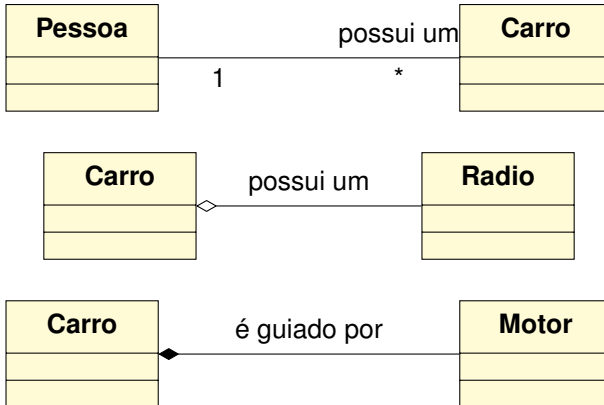 Pessoa possui um Carro
1 *
Carro possui um Radio
Carro é guiado por Motor